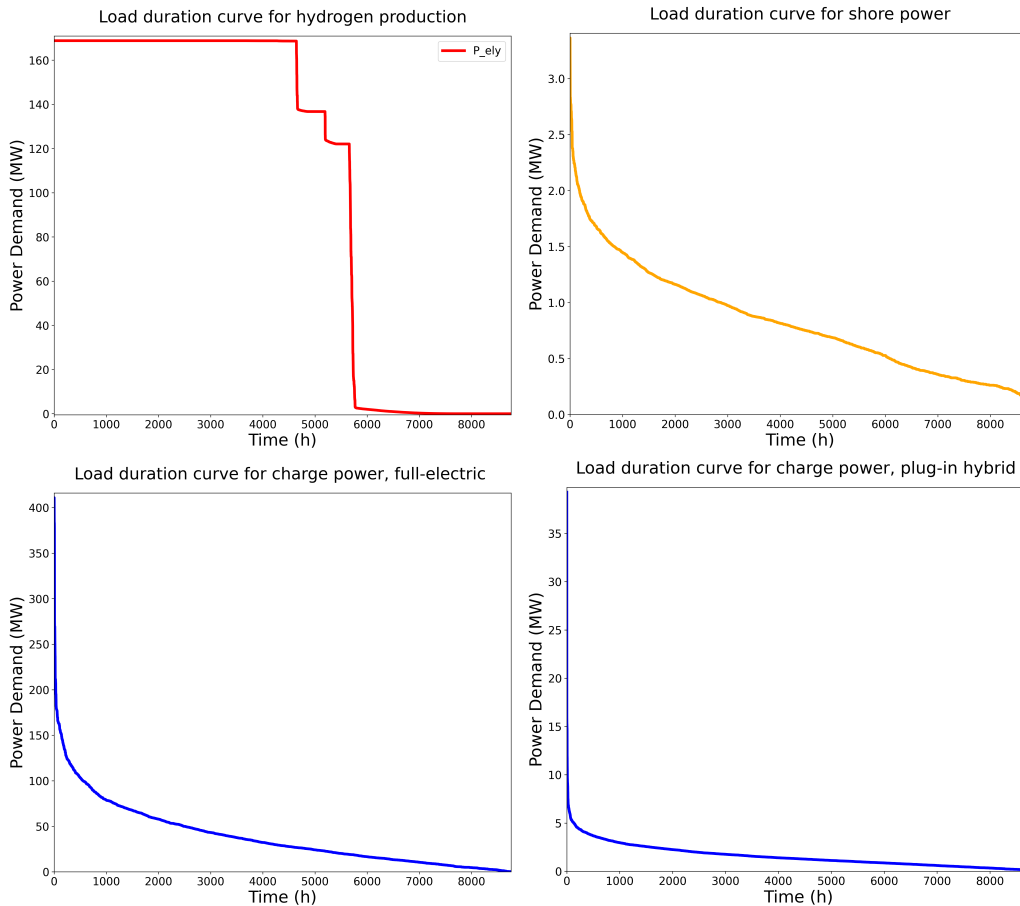 Load duration curve for hydrogen production
Power Demand (MW)
160
140
120
100
80
60
40
20
0
P_ely
0 1000 2000 3000 4000 5000 6000 7000 8000
Time (h)
Load duration curve for shore power
Power Demand (MW)
3.0
2.5
2.0
1.5
1.0
0.5
0.0
0 1000 2000 3000 4000 5000 6000 7000 8000
Time (h)
Load duration curve for charge power, full-electric
Power Demand (MW)
400
350
300
250
200
150
100
50
0
0 1000 2000 3000 4000 5000 6000 7000 8000
Time (h)
Load duration curve for charge power, plug-in hybrid
Power Demand (MW)
35
30
25
20
15
10
5
0
0 1000 2000 3000 4000 5000 6000 7000 8000
Time (h)